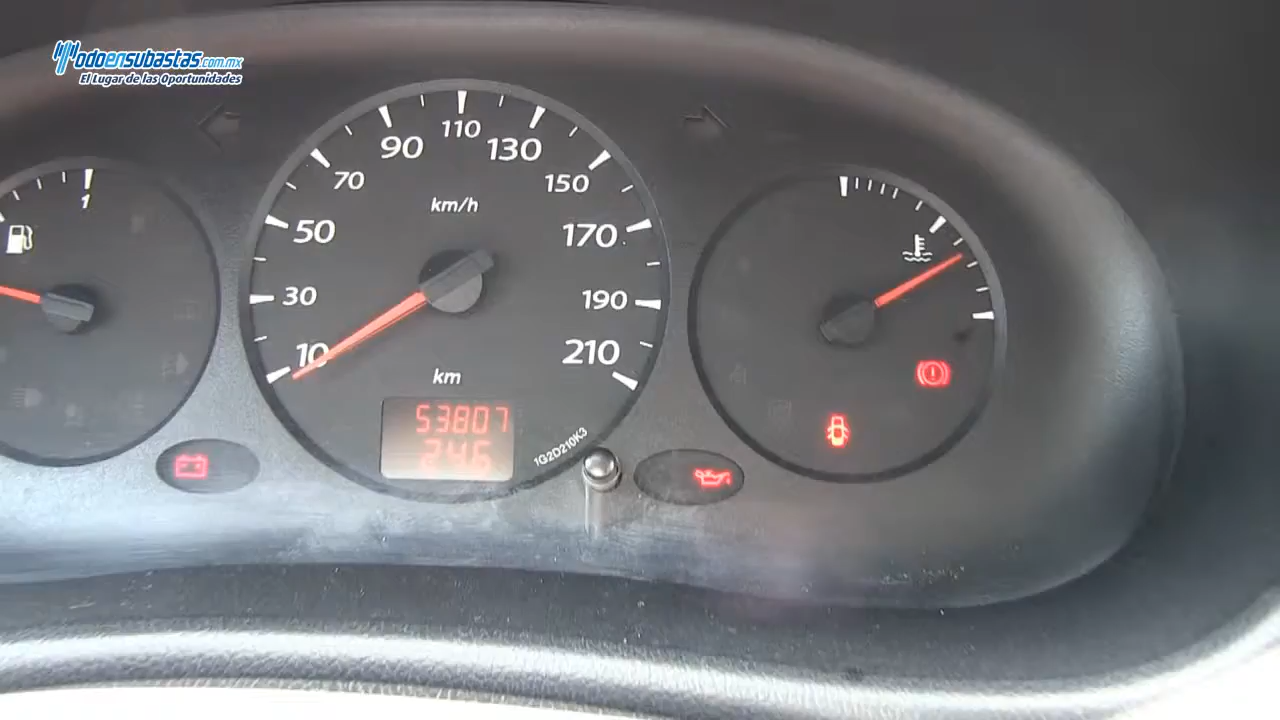 todoensubastas.com.mx
El Lugar de las Oportunidades
1
10
30
50
70
90
110
130
150
170
190
210
km/h
km
53807
246
1G2D210K3